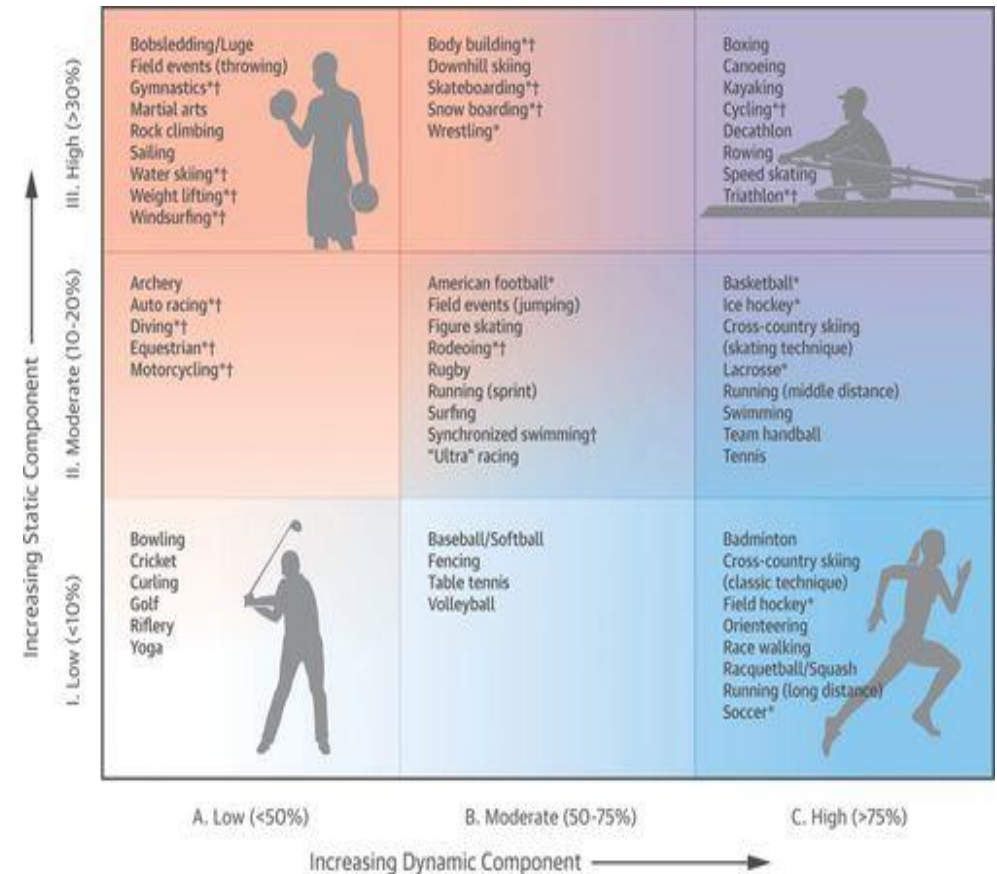 Increasing Static Component
III. High (>30%)
Bobsledding/Luge
Field events (throwing)
Gymnastics*†
Martial arts
Rock climbing
Sailing
Water skiing*†
Weight lifting*†
Windsurfing*†
Body building*†
Downhill skiing
Skateboarding*†
Snow boarding*†
Wrestling*
Boxing
Canoeing
Kayaking
Cycling*†
Decathlon
Rowing
Speed skating
Triathlon*†
II. Moderate (10-20%)
Archery
Auto racing*†
Diving*†
Equestrian*†
Motorcycling*†
American football*
Field events (jumping)
Figure skating
Rodeoing*†
Rugby
Running (sprint)
Surfing
Synchronized swimming†
"Ultra" racing
Basketball*
Ice hockey*
Cross-country skiing
(skating technique)
Lacrosse*
Running (middle distance)
Swimming
Team handball
Tennis
I. Low (<10%)
Bowling
Cricket
Curling
Golf
Riflery
Yoga
Baseball/Softball
Fencing
Table tennis
Volleyball
Badminton
Cross-country skiing
(classic technique)
Field hockey*
Orienteering
Race walking
Racquetball/Squash
Running (long distance)
Soccer*
A. Low (<50%)
B. Moderate (50-75%)
C. High (>75%)
Increasing Dynamic Component